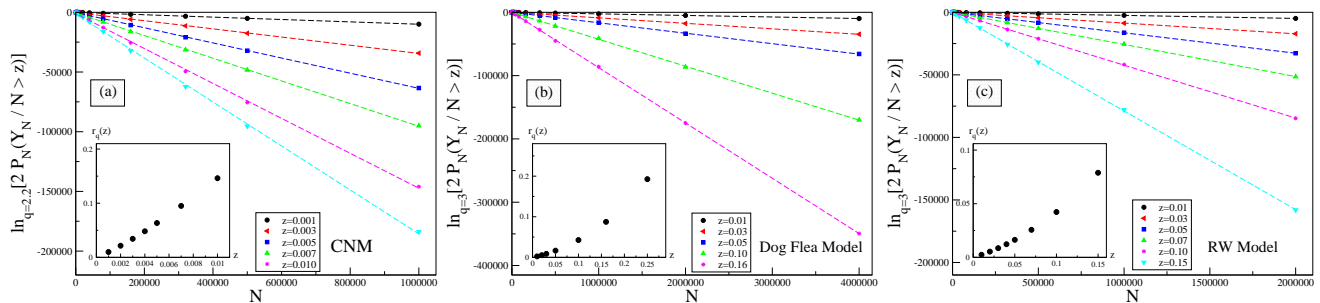 ln_{q=2.2}[2 P_N(Y_N / N > z)]
0
-50000
-100000
-150000
-200000
(a)
r_q(z)
0.2
0.1
0
0.002 0.004 0.006 0.008 0.01
z
z=0.001
z=0.003
z=0.005
z=0.007
z=0.010
CNM
0 200000 400000 600000 800000 1000000
N
ln_{q=3}[2 P_N(Y_N / N > z)]
0
-100000
-200000
-300000
-400000
(b)
r_q(z)
0.2
0.1
0
0.05 0.1 0.15 0.2 0.25
z
z=0.01
z=0.03
z=0.05
z=0.10
z=0.16
Dog Flea Model
0 1000000 2000000 3000000 4000000
N
ln_{q=3}[2 P_N(Y_N / N > z)]
0
-50000
-100000
-150000
-200000
(c)
r_q(z)
0.1
0.05
0
0 0.05 0.1 0.15
z
z=0.01
z=0.03
z=0.05
z=0.07
z=0.10
z=0.15
RW Model
0 500000 1000000 1500000 2000000
N